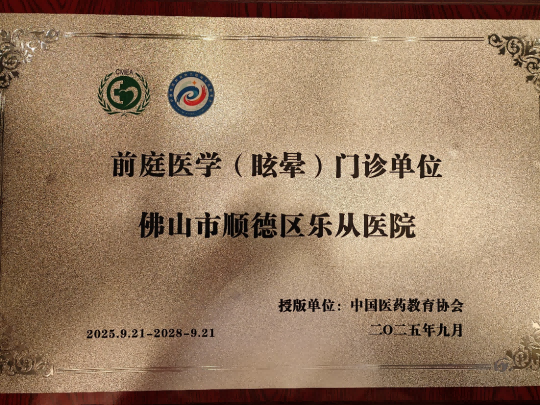 CMEA
前庭医学（眩晕）门诊单位
佛山市顺德区乐从医院
授版单位：中国医药教育协会
2025.9.21-2028-9.21
二〇二五年九月